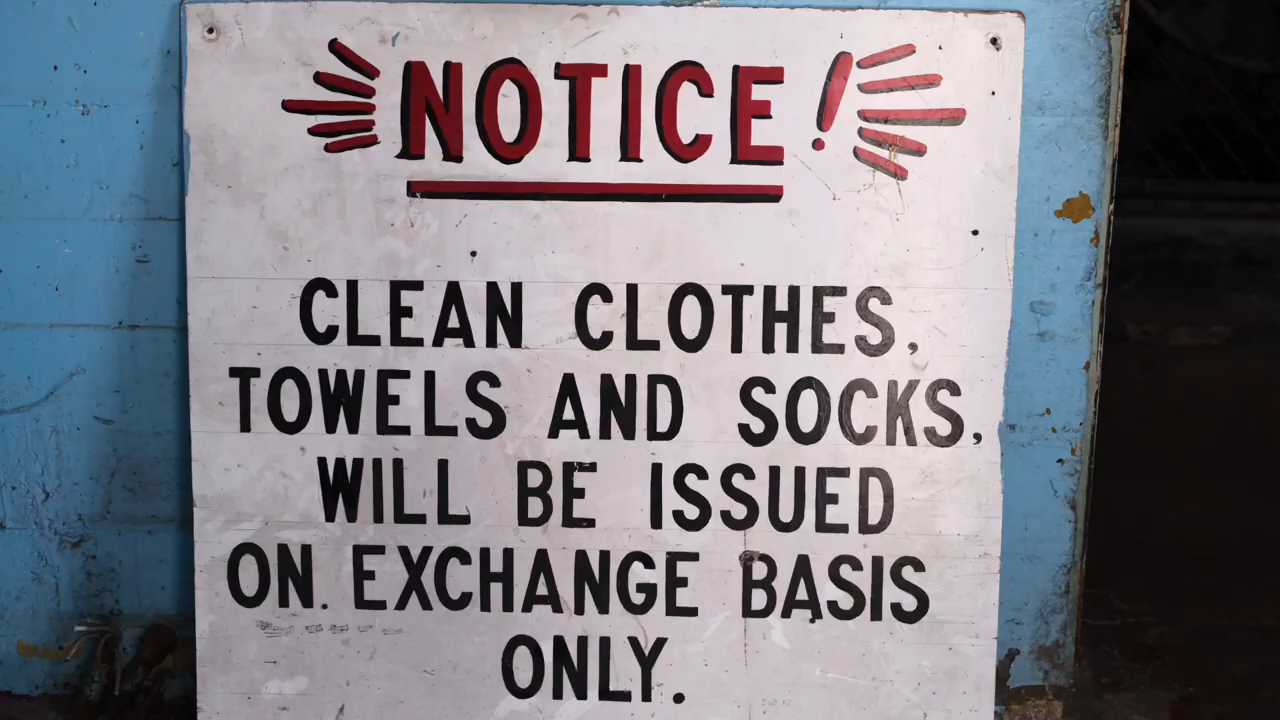 NOTICE!
CLEAN CLOTHES,
TOWELS AND SOCKS,
WILL BE ISSUED
ON. EXCHANGE BASIS
ONLY.